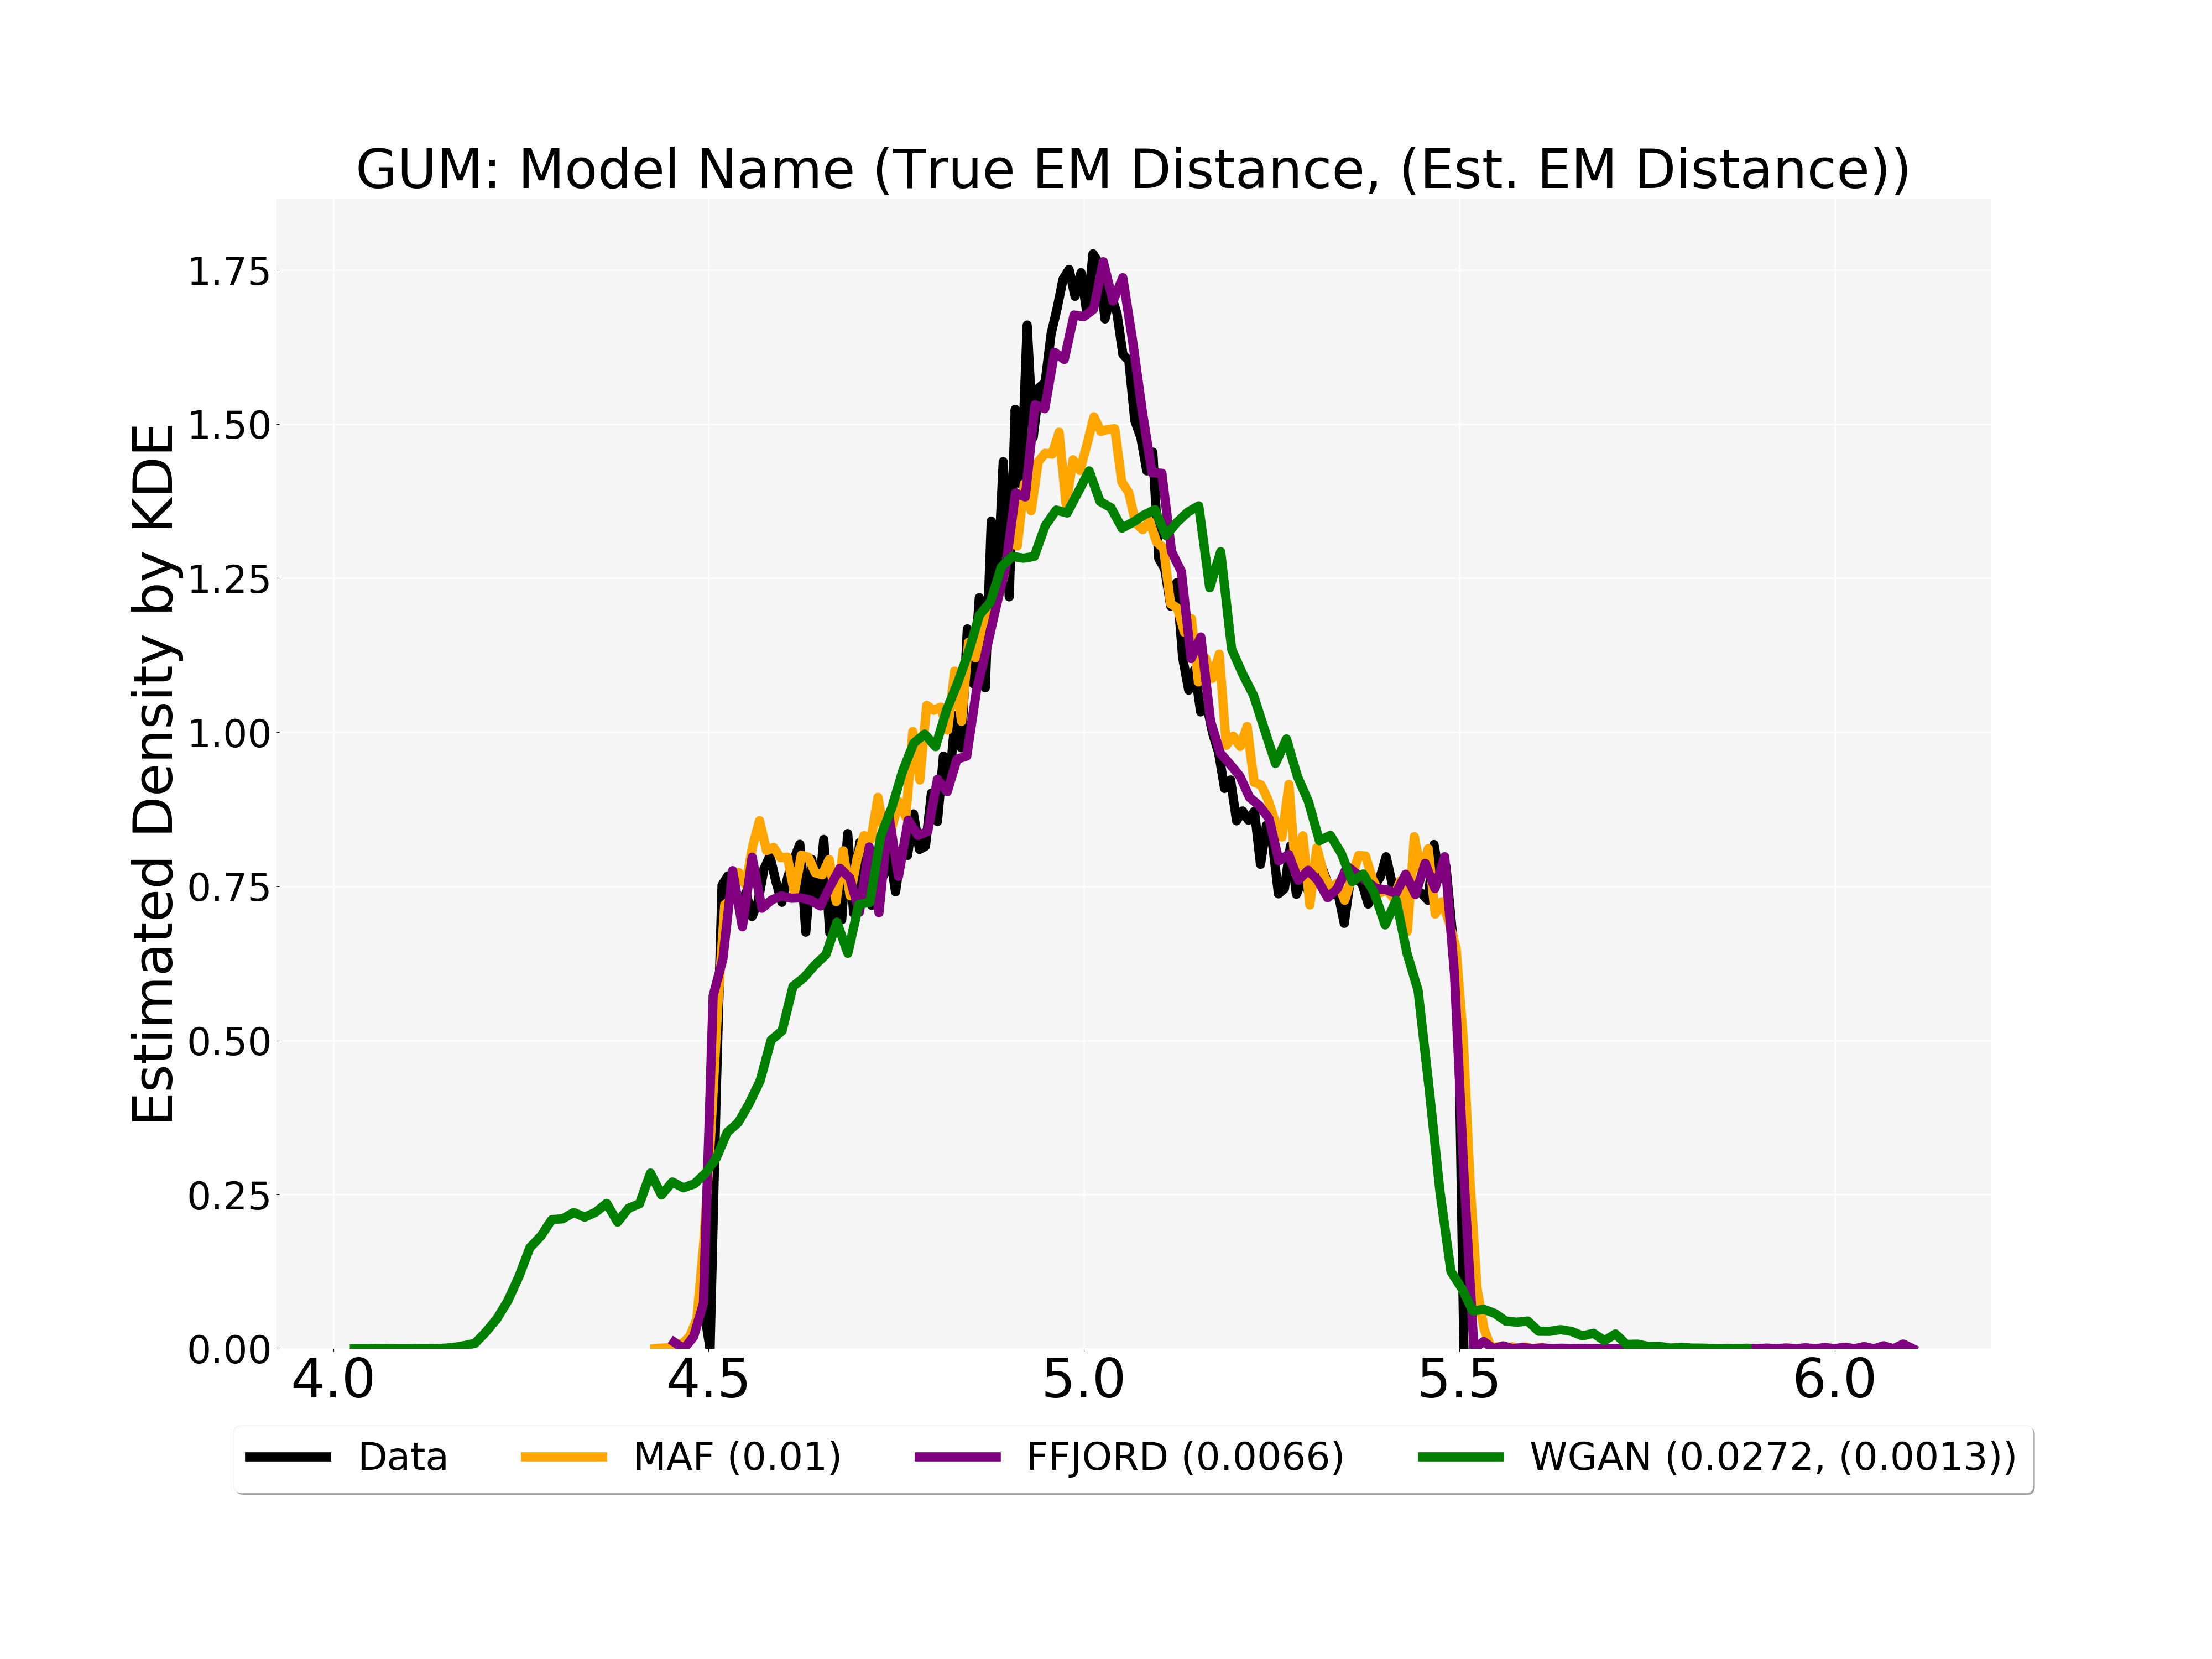 GUM: Model Name (True EM Distance, (Est. EM Distance))
Estimated Density by KDE
1.75
1.50
1.25
1.00
0.75
0.50
0.25
0.00
4.0 4.5 5.0 5.5 6.0
Data MAF (0.01) FFJORD (0.0066) WGAN (0.0272, (0.0013))